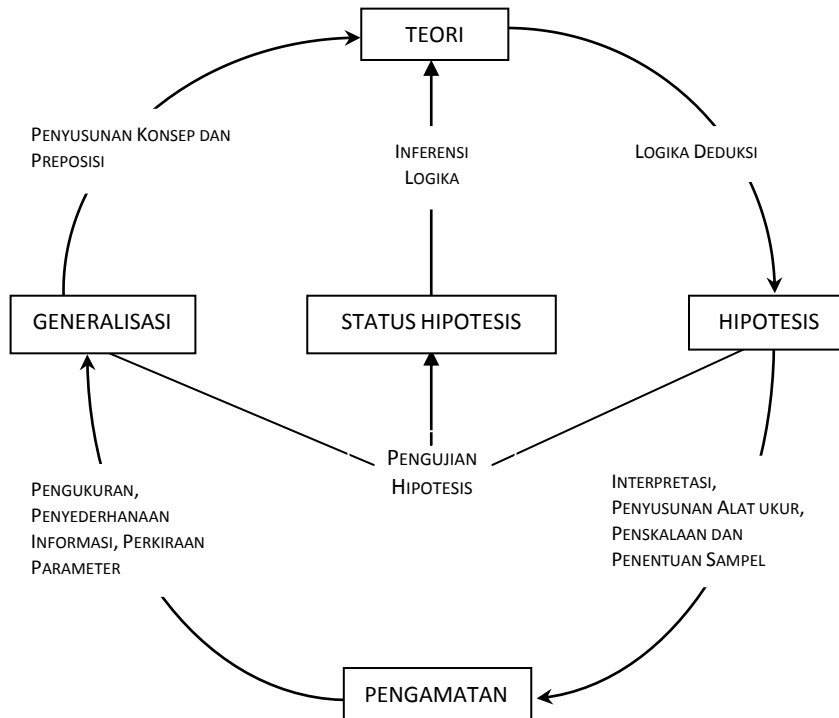 TEORI
PENYUSUNAN KONSEP DAN
PREPOSISI
INFERENSI
LOGIKA
LOGIKA DEDUKSI
GENERALISASI
STATUS HIPOTESIS
HIPOTESIS
PENGUJIAN
HIPOTESIS
PENGUKURAN,
PENYEDERHANAAN
INFORMASI, PERKIRAAN
PARAMETER
INTERPRETASI,
PENYUSUNAN ALAT UKUR,
PENSKALAAN DAN
PENENTUAN SAMPEL
PENGAMATAN